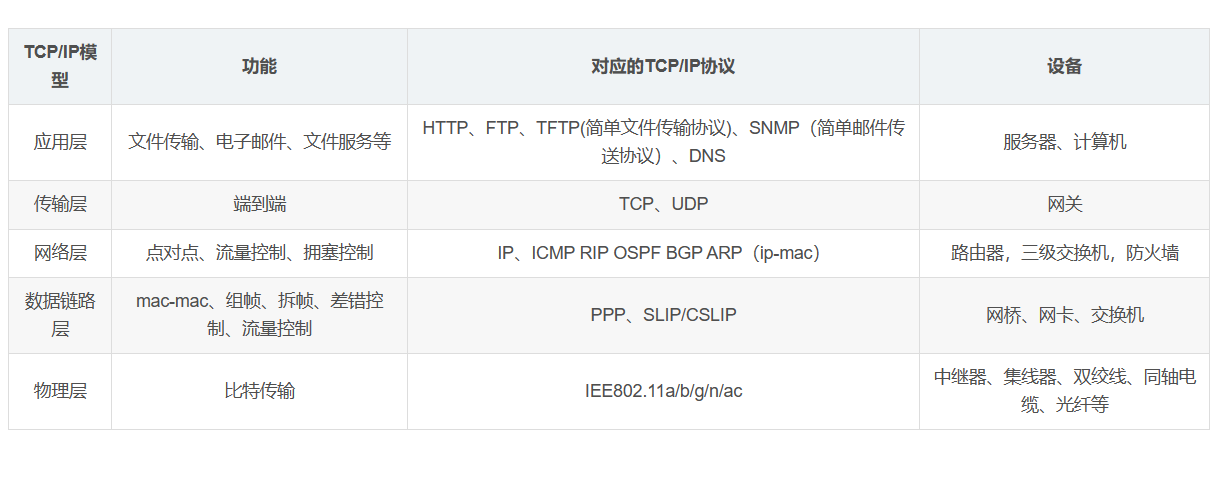 TCP/IP模型 功能 对应的TCP/IP协议 设备
应用层 文件传输、电子邮件、文件服务等 HTTP、FTP、TFTP(简单文件传输协议)、SNMP（简单邮件传送协议）、DNS 服务器、计算机
传输层 端到端 TCP、UDP 网关
网络层 点对点、流量控制、拥塞控制 IP、ICMP RIP OSPF BGP ARP（ip-mac） 路由器，三级交换机，防火墙
数据链路层 mac-mac、组帧、拆帧、差错控制、流量控制 PPP、SLIP/CSLIP 网桥、网卡、交换机
物理层 比特传输 IEE802.11a/b/g/n/ac 中继器、集线器、双绞线、同轴电缆、光纤等